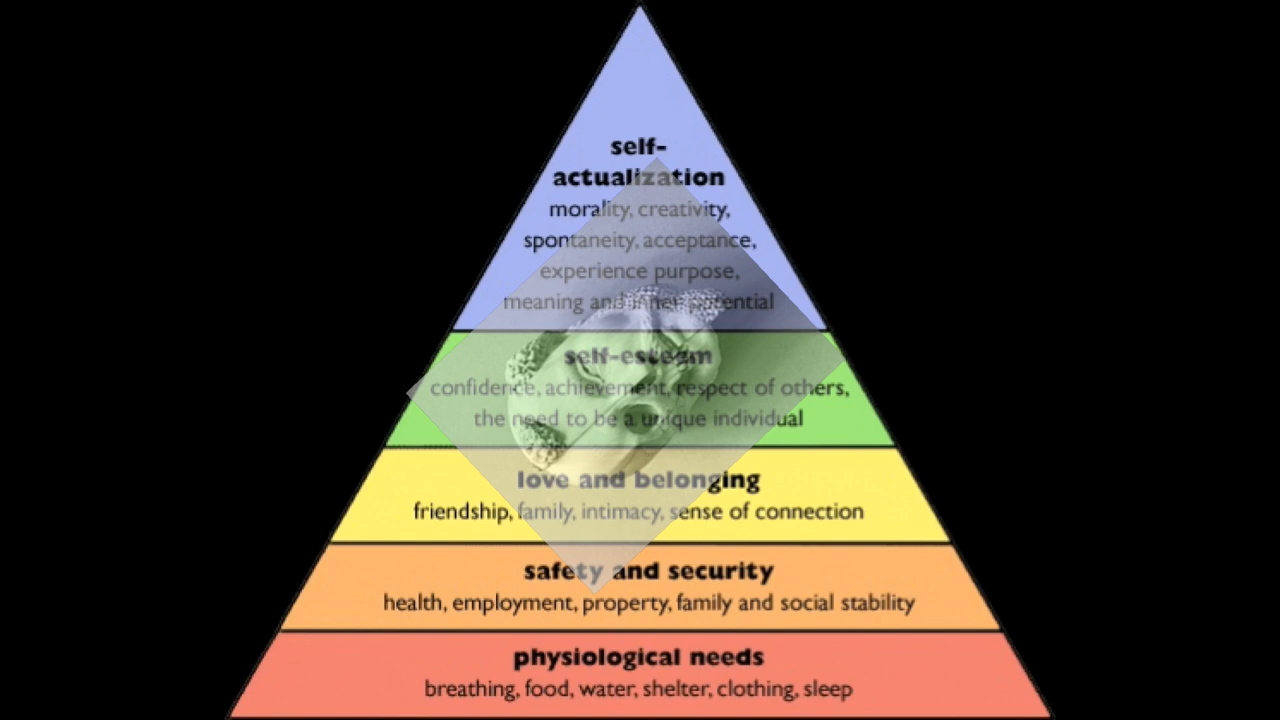 self-
actualization
morality, creativity,
spontaneity, acceptance,
experience purpose,
meaning and inner potential
self-esteem
confidence, achievement, respect of others,
the need to be a unique individual
love and belonging
friendship, family, intimacy, sense of connection
safety and security
health, employment, property, family and social stability
physiological needs
breathing, food, water, shelter, clothing, sleep